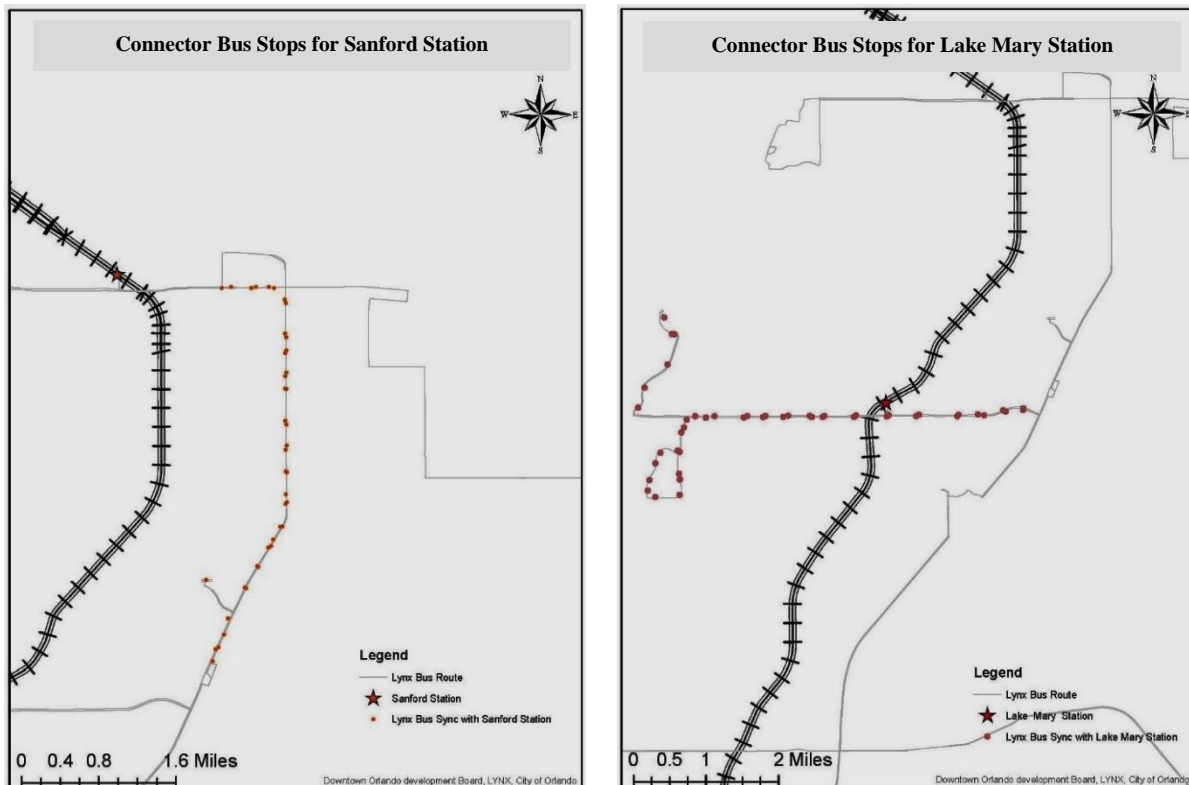 Connector Bus Stops for Sanford Station
N
W E
S
Legend
Lynx Bus Route
Sanford Station
Lynx Bus Sync with Sanford Station
0 0.4 0.8 1.6 Miles
Downtown Orlando development Board, LYNX, City of Orlando
Connector Bus Stops for Lake Mary Station
N
W E
S
Legend
Lynx Bus Route
Lake Mary Station
Lynx Bus Sync with Lake Mary Station
0 0.5 1 2 Miles
Downtown Orlando development Board, LYNX, City of Orlando